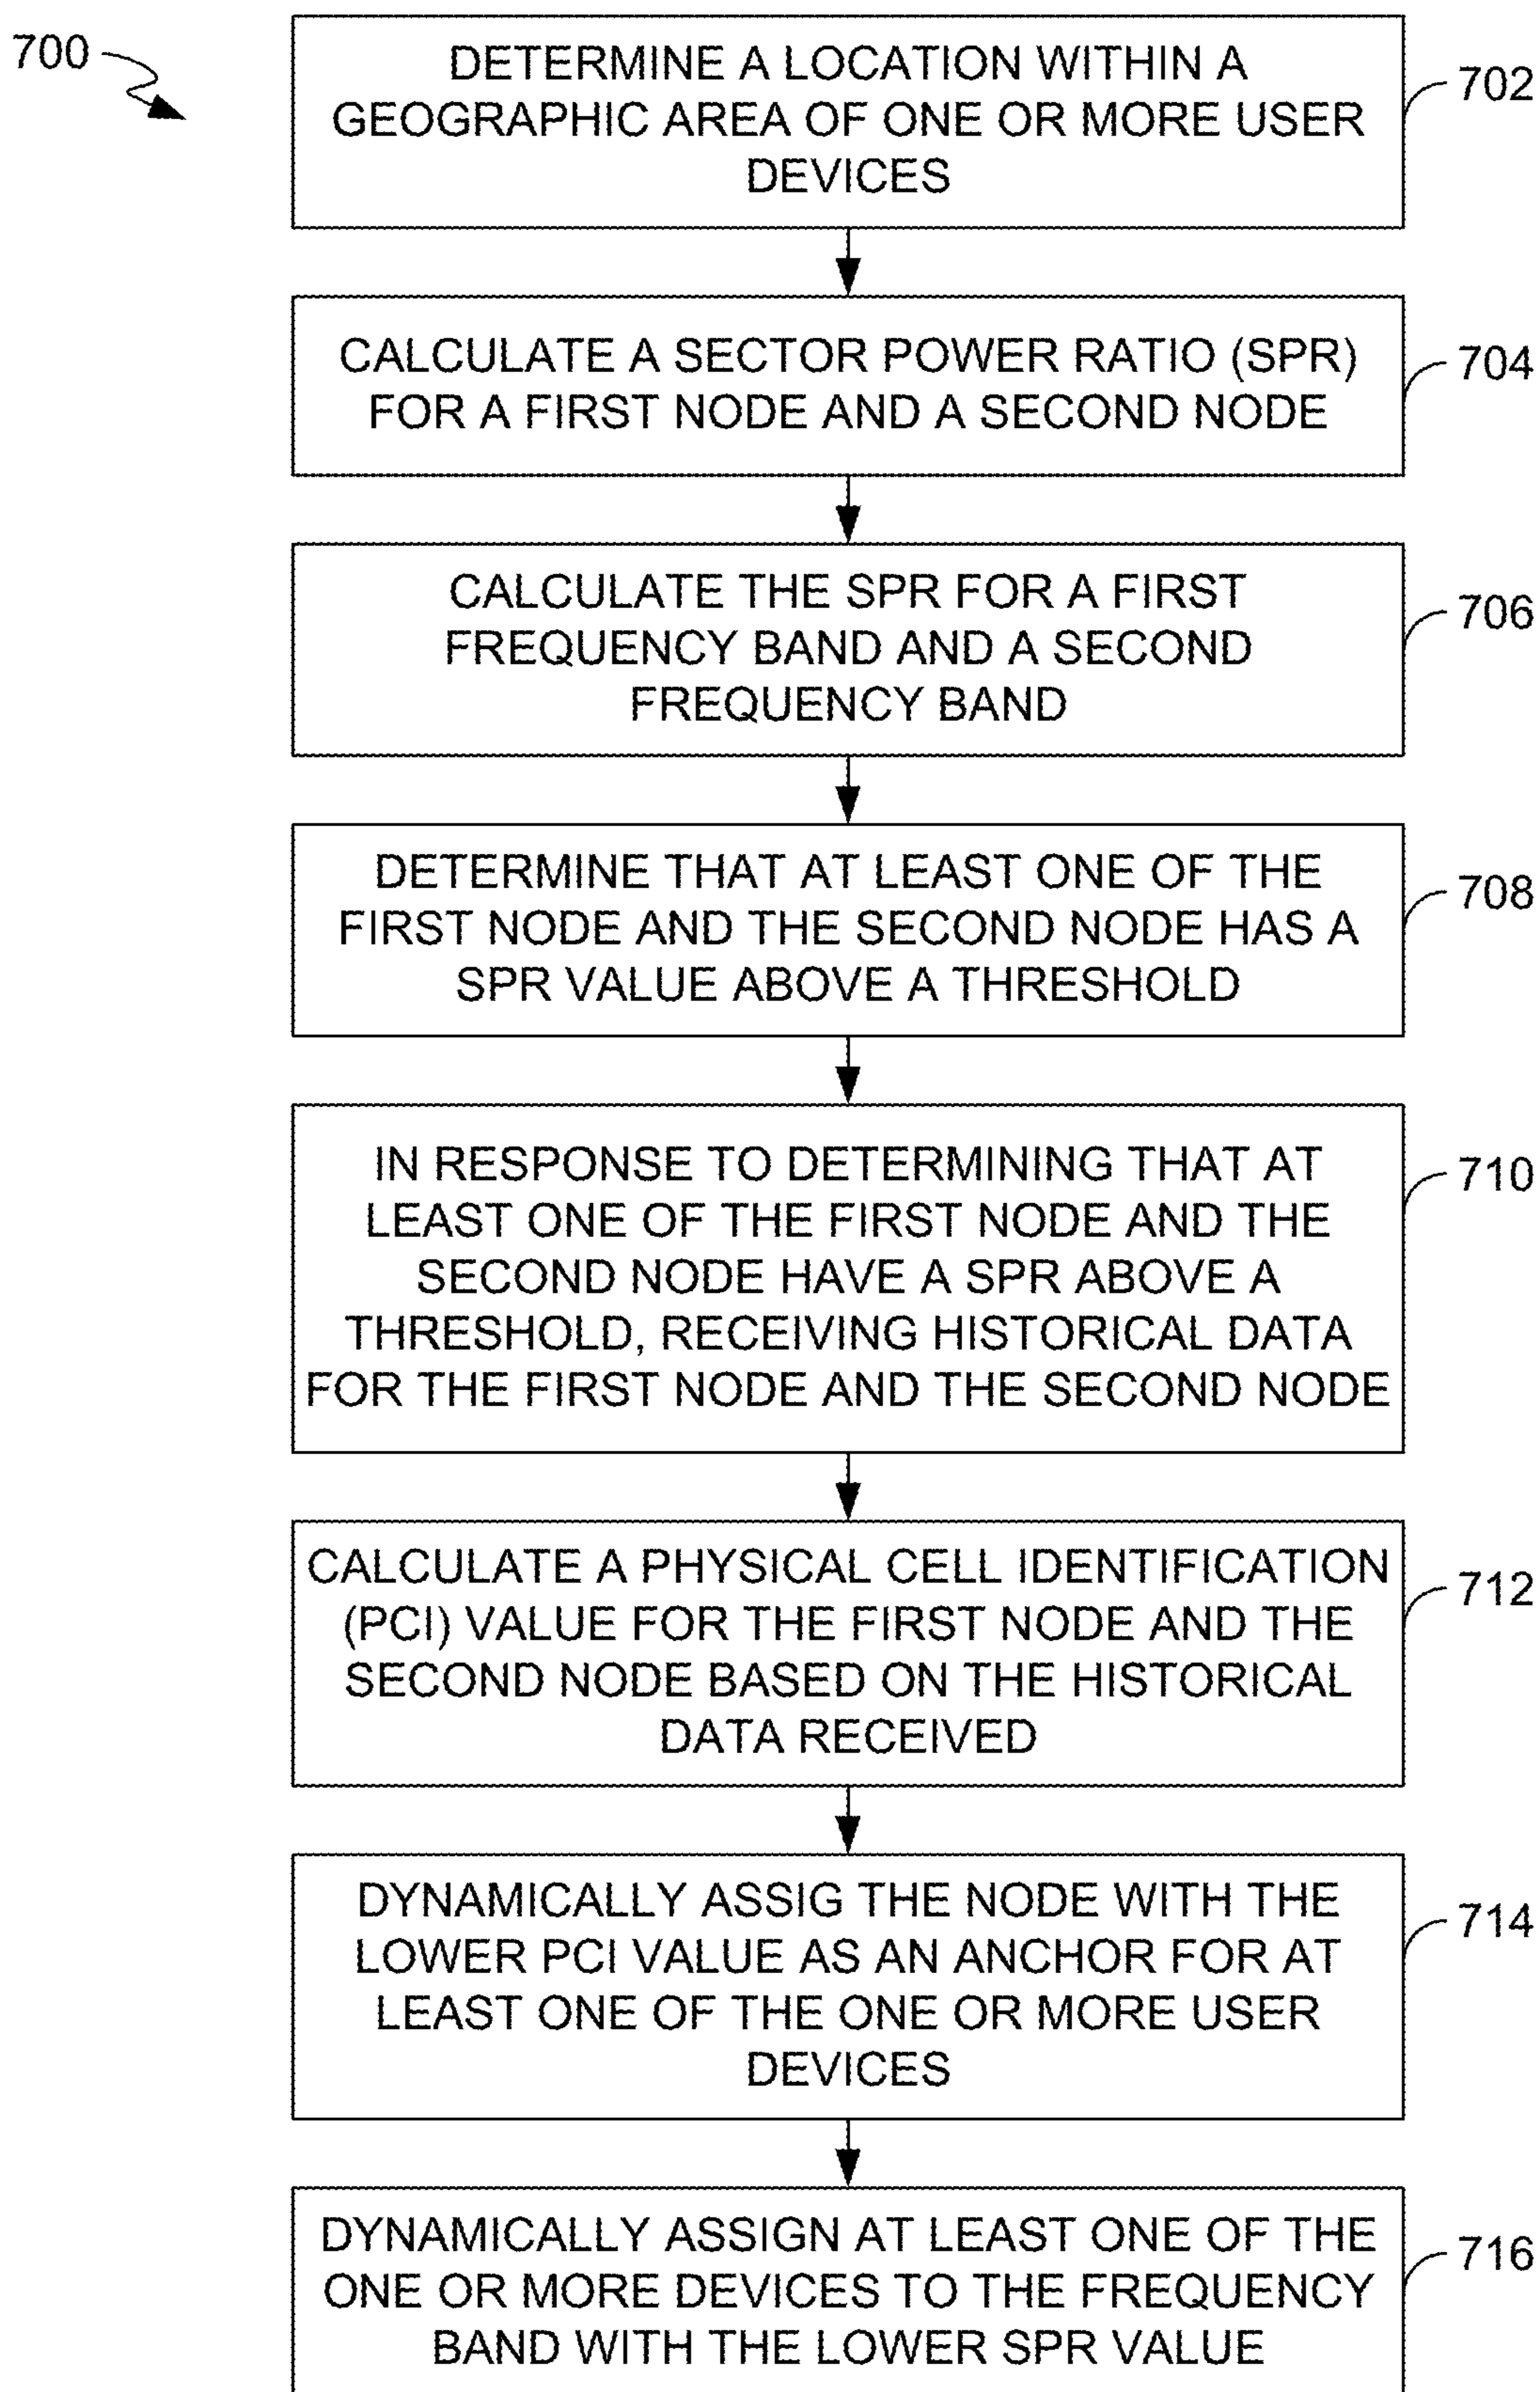 700
DETERMINE A LOCATION WITHIN A
GEOGRAPHIC AREA OF ONE OR MORE USER
DEVICES
702
CALCULATE A SECTOR POWER RATIO (SPR)
FOR A FIRST NODE AND A SECOND NODE
704
CALCULATE THE SPR FOR A FIRST
FREQUENCY BAND AND A SECOND
FREQUENCY BAND
706
DETERMINE THAT AT LEAST ONE OF THE
FIRST NODE AND THE SECOND NODE HAS A
SPR VALUE ABOVE A THRESHOLD
708
IN RESPONSE TO DETERMINING THAT AT
LEAST ONE OF THE FIRST NODE AND THE
SECOND NODE HAVE A SPR ABOVE A
THRESHOLD, RECEIVING HISTORICAL DATA
FOR THE FIRST NODE AND THE SECOND NODE
710
CALCULATE A PHYSICAL CELL IDENTIFICATION
(PCI) VALUE FOR THE FIRST NODE AND THE
SECOND NODE BASED ON THE HISTORICAL
DATA RECEIVED
712
DYNAMICALLY ASSIG THE NODE WITH THE
LOWER PCI VALUE AS AN ANCHOR FOR AT
LEAST ONE OF THE ONE OR MORE USER
DEVICES
714
DYNAMICALLY ASSIGN AT LEAST ONE OF THE
ONE OR MORE DEVICES TO THE FREQUENCY
BAND WITH THE LOWER SPR VALUE
716